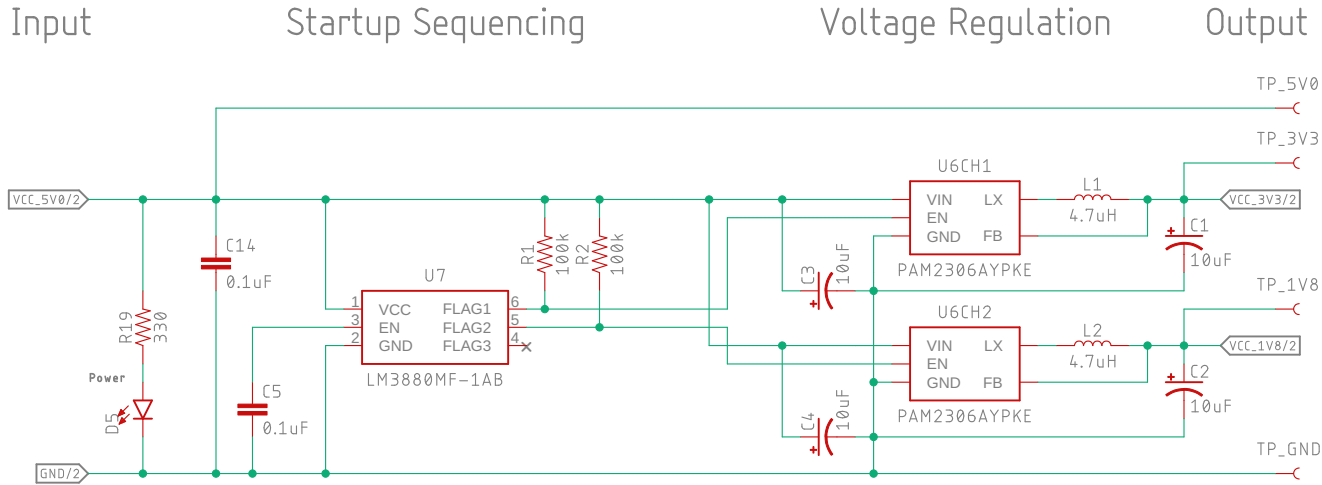 Input
Startup Sequencing
Voltage Regulation
Output
TP_5V0
TP_3V3
VCC_5V0/2
C14
0.1uF
R19
330
Power
D5
C5
0.1uF
U7
1
3
2
VCC
EN
GND
FLAG1
FLAG2
FLAG3
6
5
4
LM3880MF-1AB
R1
100k
R2
100k
U6CH1
VIN
EN
GND
LX
FB
PAM2306AYPKE
L1
4.7uH
VCC_3V3/2
C1
10uF
C3
10uF
TP_1V8
U6CH2
VIN
EN
GND
LX
FB
PAM2306AYPKE
L2
4.7uH
VCC_1V8/2
C2
10uF
C4
10uF
GND/2
TP_GND